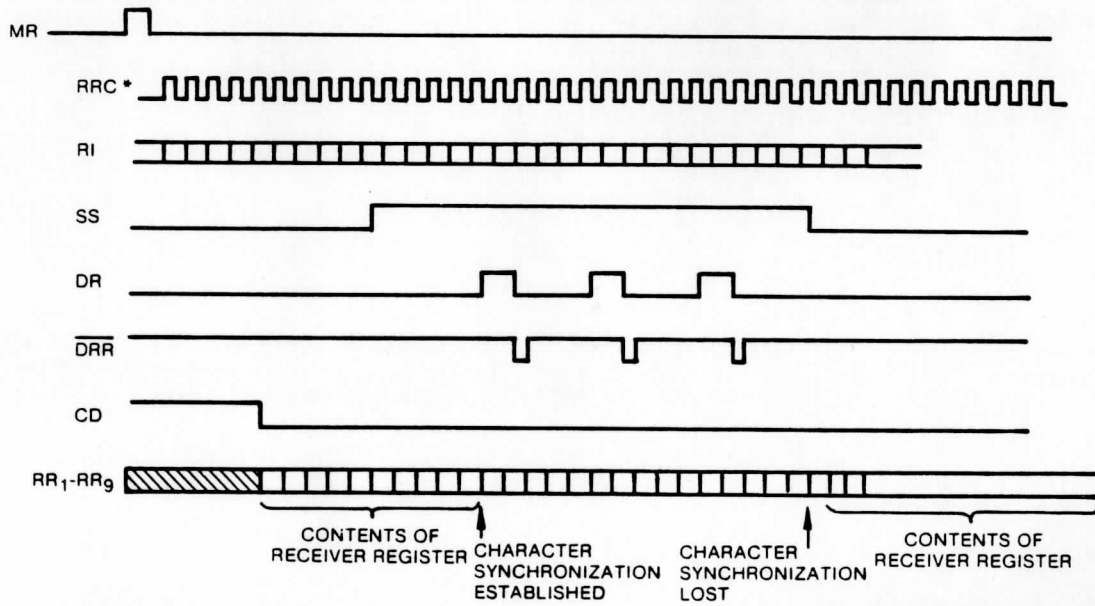 MR
RRC *
RI
SS
DR
DRR
CD
RR1-RR9
CONTENTS OF
RECEIVER REGISTER
CHARACTER
SYNCHRONIZATION
ESTABLISHED
CHARACTER
SYNCHRONIZATION
LOST
CONTENTS OF
RECEIVER REGISTER